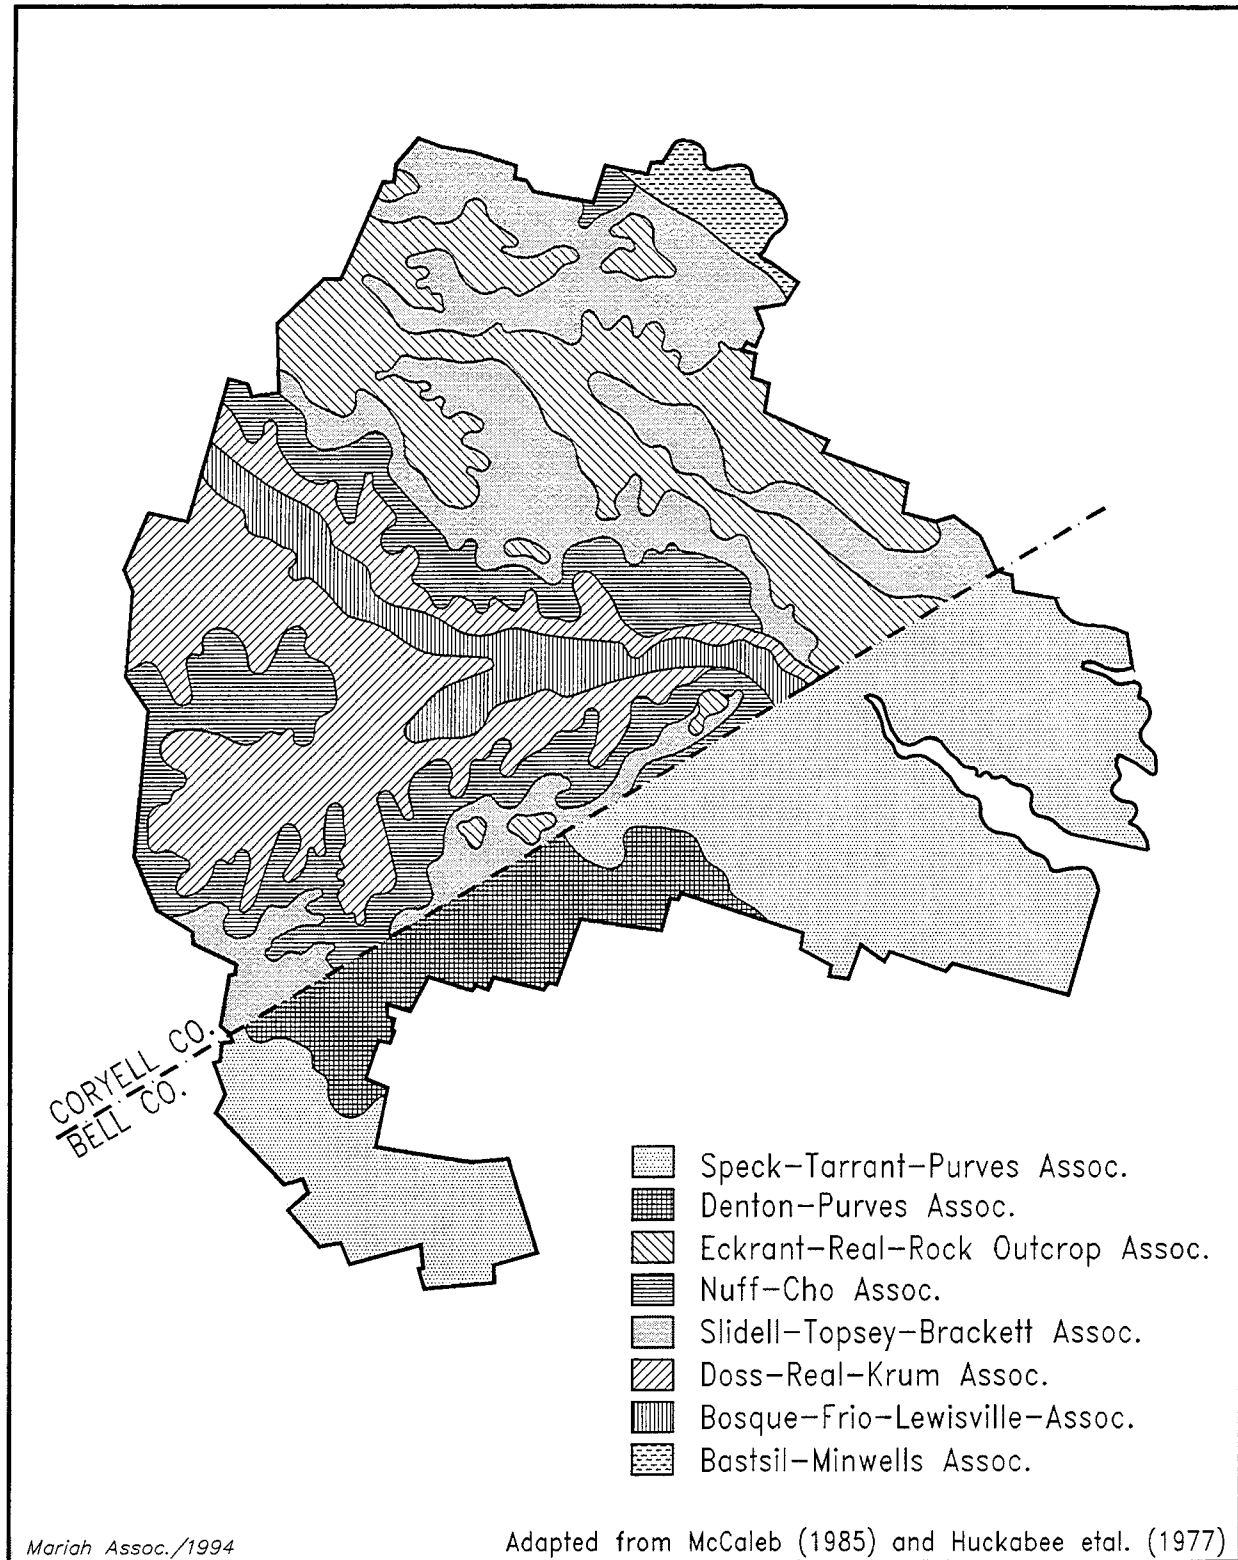 CORYELL CO.
BELL CO.
Speck-Tarrant-Purves Assoc.
Denton-Purves Assoc.
Eckrant-Real-Rock Outcrop Assoc.
Nuff-Cho Assoc.
Slidell-Topsey-Brackett Assoc.
Doss-Real-Krum Assoc.
Bosque-Frio-Lewisville-Assoc.
Bastsil-Minwells Assoc.
Mariah Assoc./1994
Adapted from McCaleb (1985) and Huckabee etal. (1977)